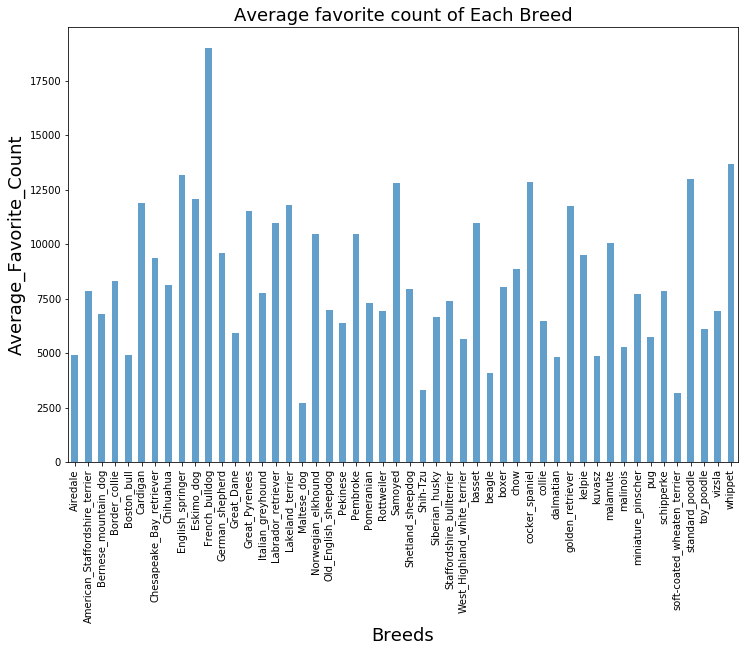 Average favorite count of Each Breed
Average_Favorite_Count
17500
15000
12500
10000
7500
5000
2500
0
Airedale
American_Staffordshire_terrier
Bernese_mountain_dog
Border_collie
Boston_bull
Cardigan
Chesapeake_Bay_retriever
Chihuahua
English_springer
Eskimo_dog
French_bulldog
German_shepherd
Great_Dane
Great_Pyrenees
Italian_greyhound
Labrador_retriever
Lakeland_terrier
Maltese_dog
Norwegian_elkhound
Old_English_sheepdog
Pekinese
Pembroke
Pomeranian
Rottweiler
Samoyed
Shetland_sheepdog
Shih-Tzu
Siberian_husky
Staffordshire_bullterrier
West_Highland_white_terrier
basset
beagle
boxer
chow
cocker_spaniel
collie
dalmatian
golden_retriever
kelpie
kuvasz
malamute
malinois
miniature_pinscher
pug
schipperke
soft-coated_wheaten_terrier
standard_poodle
toy_poodle
vizsla
whippet
Breeds